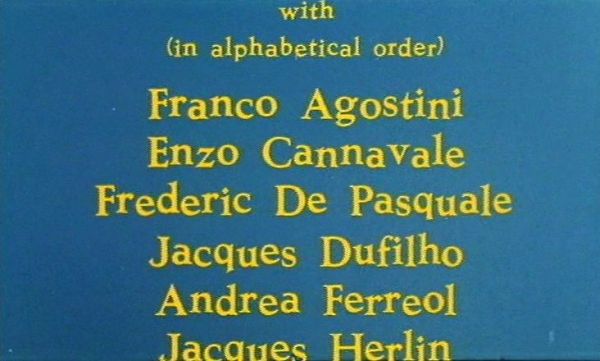 with
(in alphabetical order)
Franco Agostini
Enzo Cannavale
Frederic De Pasquale
Jacques Dufilho
Andrea Ferreol
Jacques Herlin